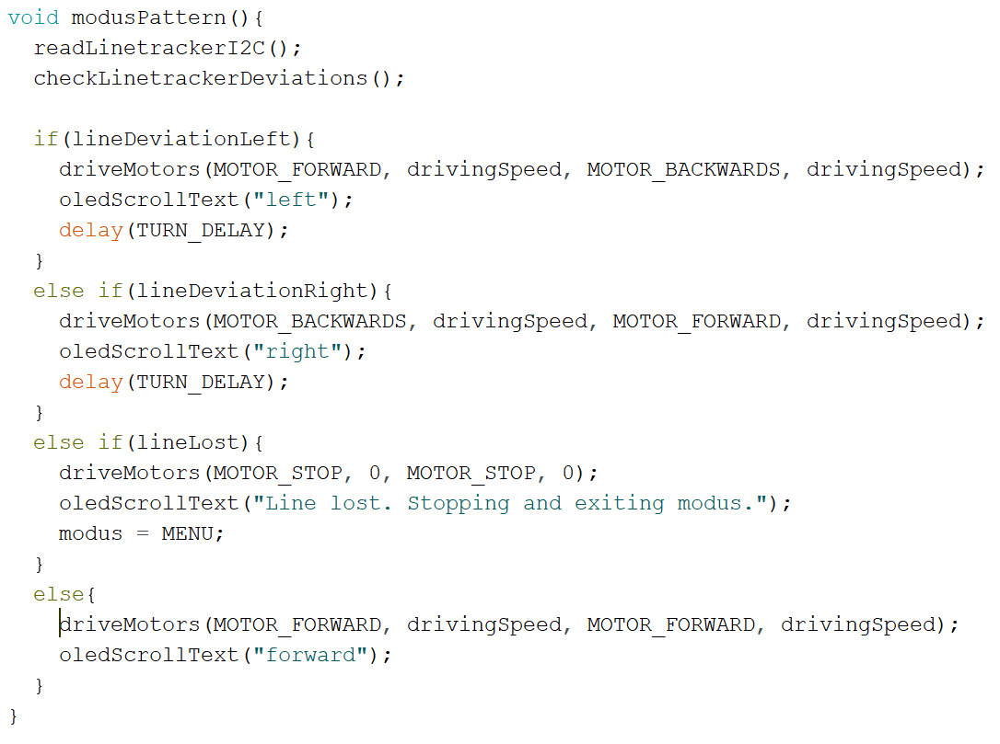 void modusPattern(){
  readLinetrackerI2C();
  checkLinetrackerDeviations();

  if(lineDeviationLeft){
    driveMotors(MOTOR_FORWARD, drivingSpeed, MOTOR_BACKWARDS, drivingSpeed);
    oledScrollText("left");
    delay(TURN_DELAY);
  }
  else if(lineDeviationRight){
    driveMotors(MOTOR_BACKWARDS, drivingSpeed, MOTOR_FORWARD, drivingSpeed);
    oledScrollText("right");
    delay(TURN_DELAY);
  }
  else if(lineLost){
    driveMotors(MOTOR_STOP, 0, MOTOR_STOP, 0);
    oledScrollText("Line lost. Stopping and exiting modus.");
    modus = MENU;
  }
  else{
    driveMotors(MOTOR_FORWARD, drivingSpeed, MOTOR_FORWARD, drivingSpeed);
    oledScrollText("forward");
  }
}